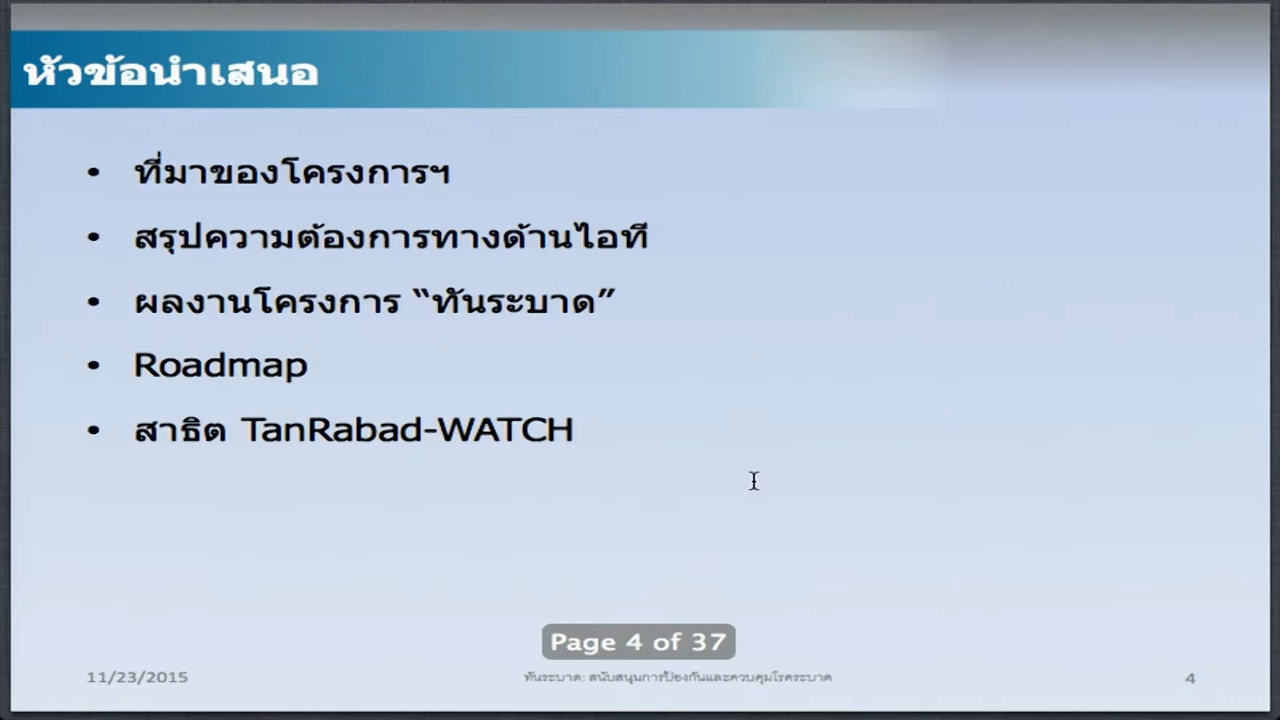 หัวข้อนำเสนอ
• ที่มาของโครงการฯ
• สรุปความต้องการทางด้านไอที
• ผลงานโครงการ “ทันระบาด”
• Roadmap
• สาธิต TanRabad-WATCH
Page 4 of 37
11/23/2015
ทันระบาด: สนับสนุนการป้องกันและควบคุมโรคระบาด
4